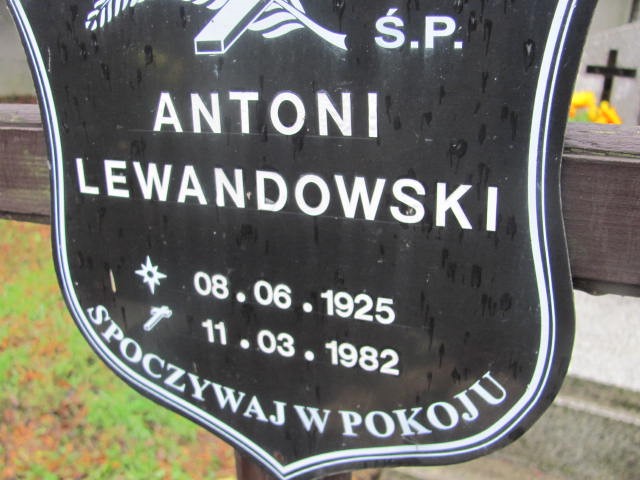 Ś.P.
ANTONI
LEWANDOWSKI
08.06.1925
11.03.1982
SPOCZYWAJ W POKOJU